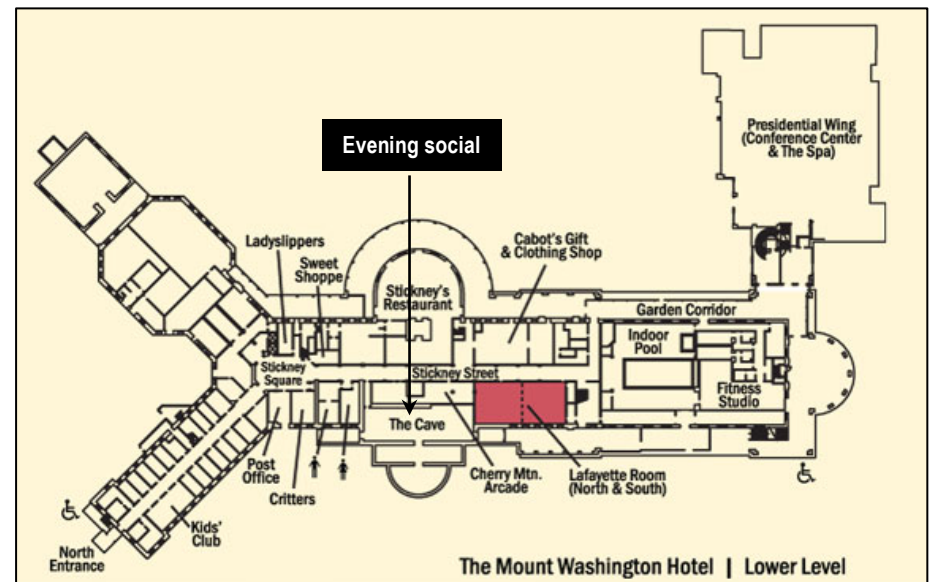 Presidential Wing
(Conference Center
& The Spa)
Evening social
Ladyslippers
Sweet
Shoppe
Stickney's
Restaurant
Cabot's Gift
& Clothing Shop
Garden Corridor
Indoor
Pool
Stickney
Square
Stickney Street
Fitness
Studio
The Cave
Post
Office
Critters
Cherry Mtn.
Arcade
Lafayette Room
(North & South)
Kids'
Club
North
Entrance
The Mount Washington Hotel | Lower Level